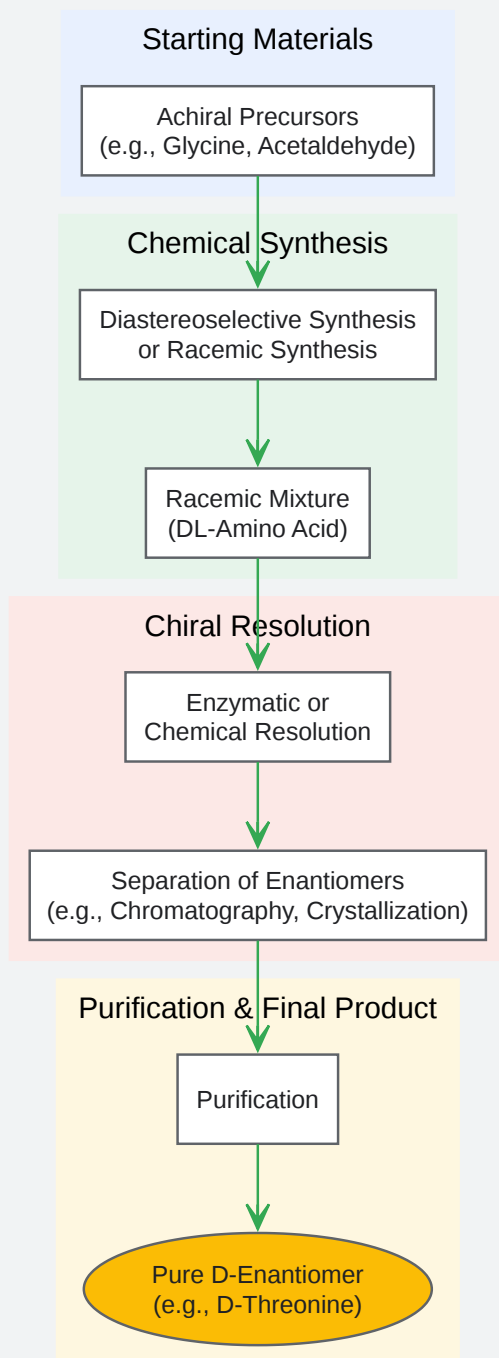 Starting Materials
Achiral Precursors
(e.g., Glycine, Acetaldehyde)
Chemical Synthesis
Diastereoselective Synthesis
or Racemic Synthesis
Racemic Mixture
(DL-Amino Acid)
Chiral Resolution
Enzymatic or
Chemical Resolution
Separation of Enantiomers
(e.g., Chromatography, Crystallization)
Purification & Final Product
Purification
Pure D-Enantiomer
(e.g., D-Threonine)